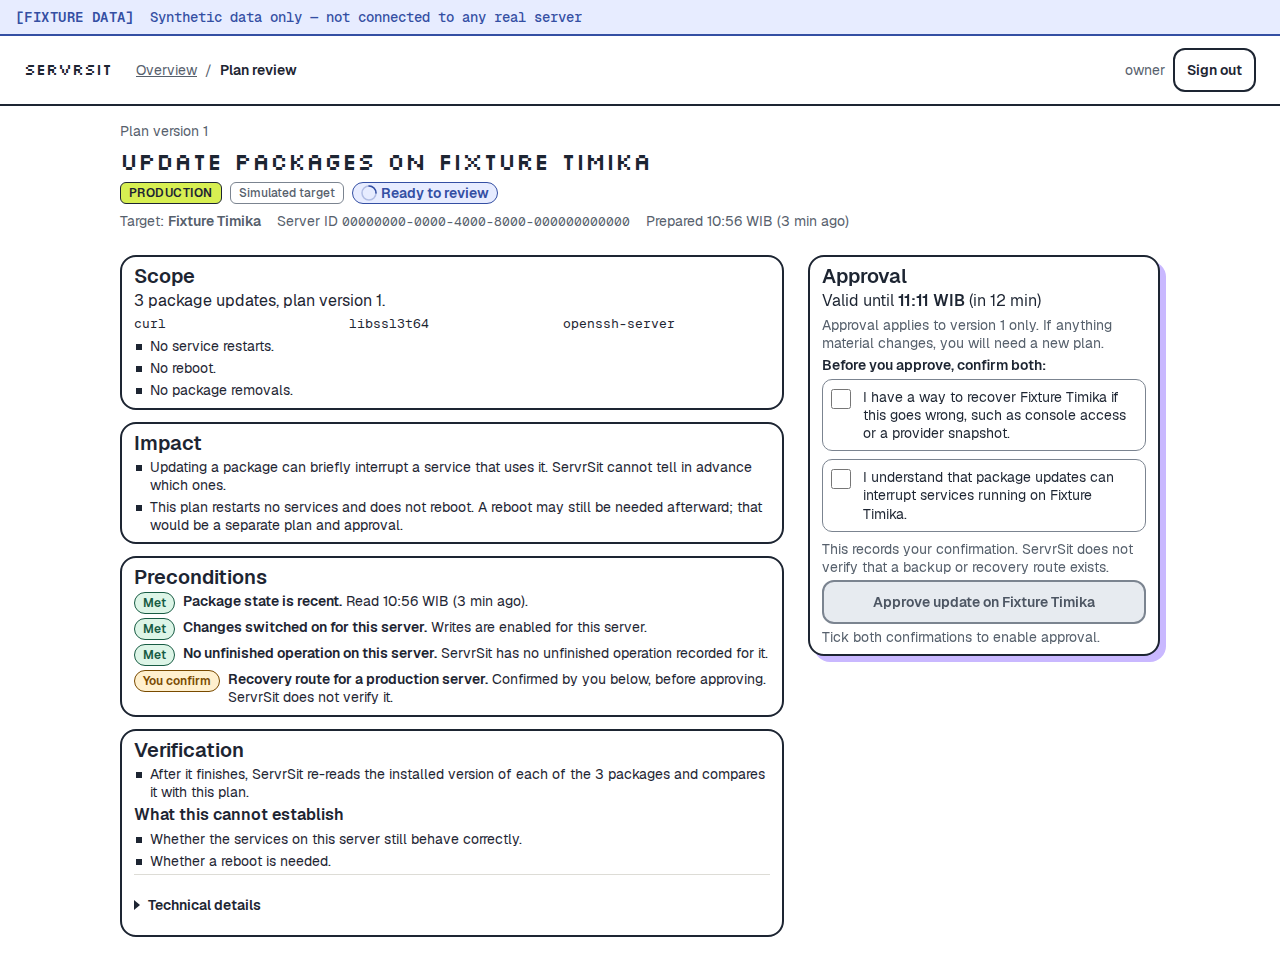 [FIXTURE DATA] Synthetic data only — not connected to any real server
SERVRSIT Overview / Plan review owner Sign out
Plan version 1
UPDATE PACKAGES ON FIXTURE TIMIKA
PRODUCTION Simulated target Ready to review
Target: Fixture Timika Server ID 00000000-0000-4000-8000-000000000000 Prepared 10:56 WIB (3 min ago)
Scope
3 package updates, plan version 1.
curl libssl3t64 openssh-server
No service restarts.
No reboot.
No package removals.
Impact
Updating a package can briefly interrupt a service that uses it. ServrSit cannot tell in advance
which ones.
This plan restarts no services and does not reboot. A reboot may still be needed afterward; that
would be a separate plan and approval.
Preconditions
Met Package state is recent. Read 10:56 WIB (3 min ago).
Met Changes switched on for this server. Writes are enabled for this server.
Met No unfinished operation on this server. ServrSit has no unfinished operation recorded for it.
You confirm Recovery route for a production server. Confirmed by you below, before approving.
ServrSit does not verify it.
Verification
After it finishes, ServrSit re-reads the installed version of each of the 3 packages and compares
it with this plan.
What this cannot establish
Whether the services on this server still behave correctly.
Whether a reboot is needed.
Technical details
Approval
Valid until 11:11 WIB (in 12 min)
Approval applies to version 1 only. If anything
material changes, you will need a new plan.
Before you approve, confirm both:
I have a way to recover Fixture Timika if
this goes wrong, such as console access
or a provider snapshot.
I understand that package updates can
interrupt services running on Fixture
Timika.
This records your confirmation. ServrSit does not
verify that a backup or recovery route exists.
Approve update on Fixture Timika
Tick both confirmations to enable approval.